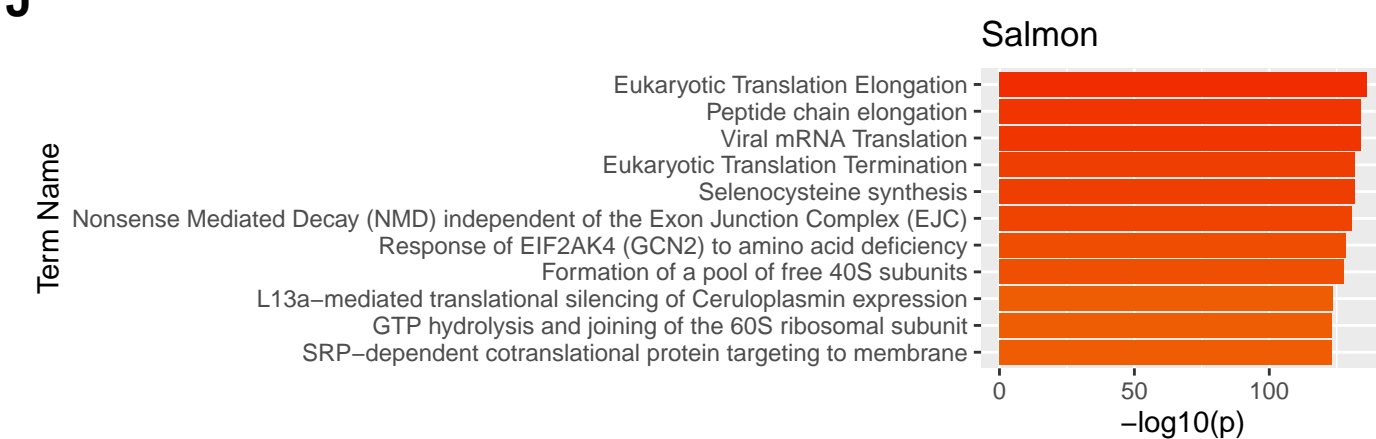 Salmon
Term Name
Eukaryotic Translation Elongation
Peptide chain elongation
Viral mRNA Translation
Eukaryotic Translation Termination
Selenocysteine synthesis
Nonsense Mediated Decay (NMD) independent of the Exon Junction Complex (EJC)
Response of EIF2AK4 (GCN2) to amino acid deficiency
Formation of a pool of free 40S subunits
L13a−mediated translational silencing of Ceruloplasmin expression
GTP hydrolysis and joining of the 60S ribosomal subunit
SRP−dependent cotranslational protein targeting to membrane
0 50 100
−log10(p)